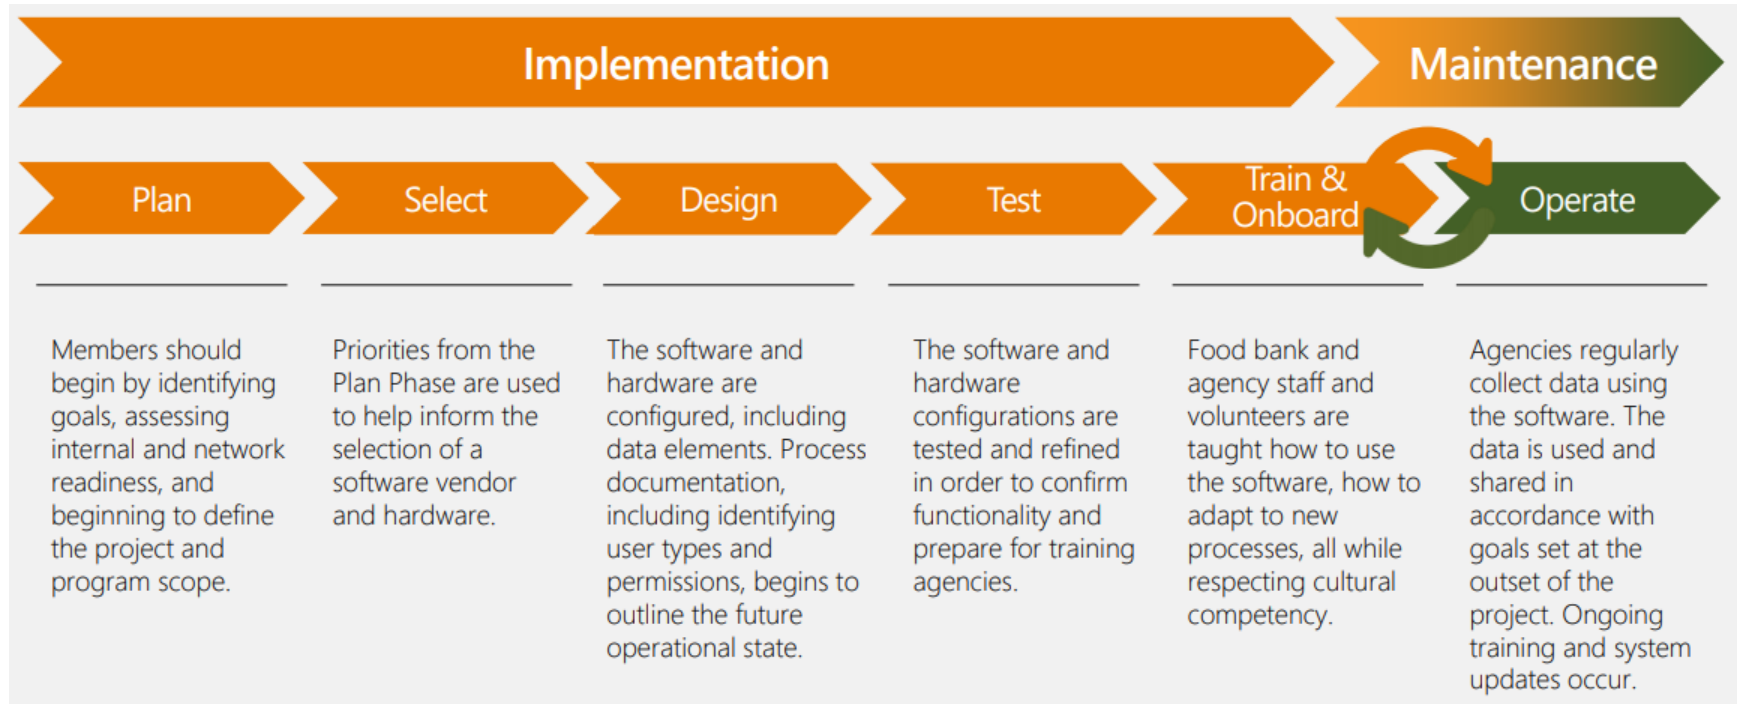 Implementation
Maintenance
Plan
Select
Design
Test
Train &
Onboard
Operate
Members should
begin by identifying
goals, assessing
internal and network
readiness, and
beginning to define
the project and
program scope.
Priorities from the
Plan Phase are used
to help inform the
selection of a
software vendor
and hardware.
The software and
hardware are
configured, including
data elements. Process
documentation,
including identifying
user types and
permissions, begins to
outline the future
operational state.
The software and
hardware
configurations are
tested and refined
in order to confirm
functionality and
prepare for training
agencies.
Food bank and
agency staff and
volunteers are
taught how to use
the software, how to
adapt to new
processes, all while
respecting cultural
competency.
Agencies regularly
collect data using
the software. The
data is used and
shared in
accordance with
goals set at the
outset of the
project. Ongoing
training and system
updates occur.